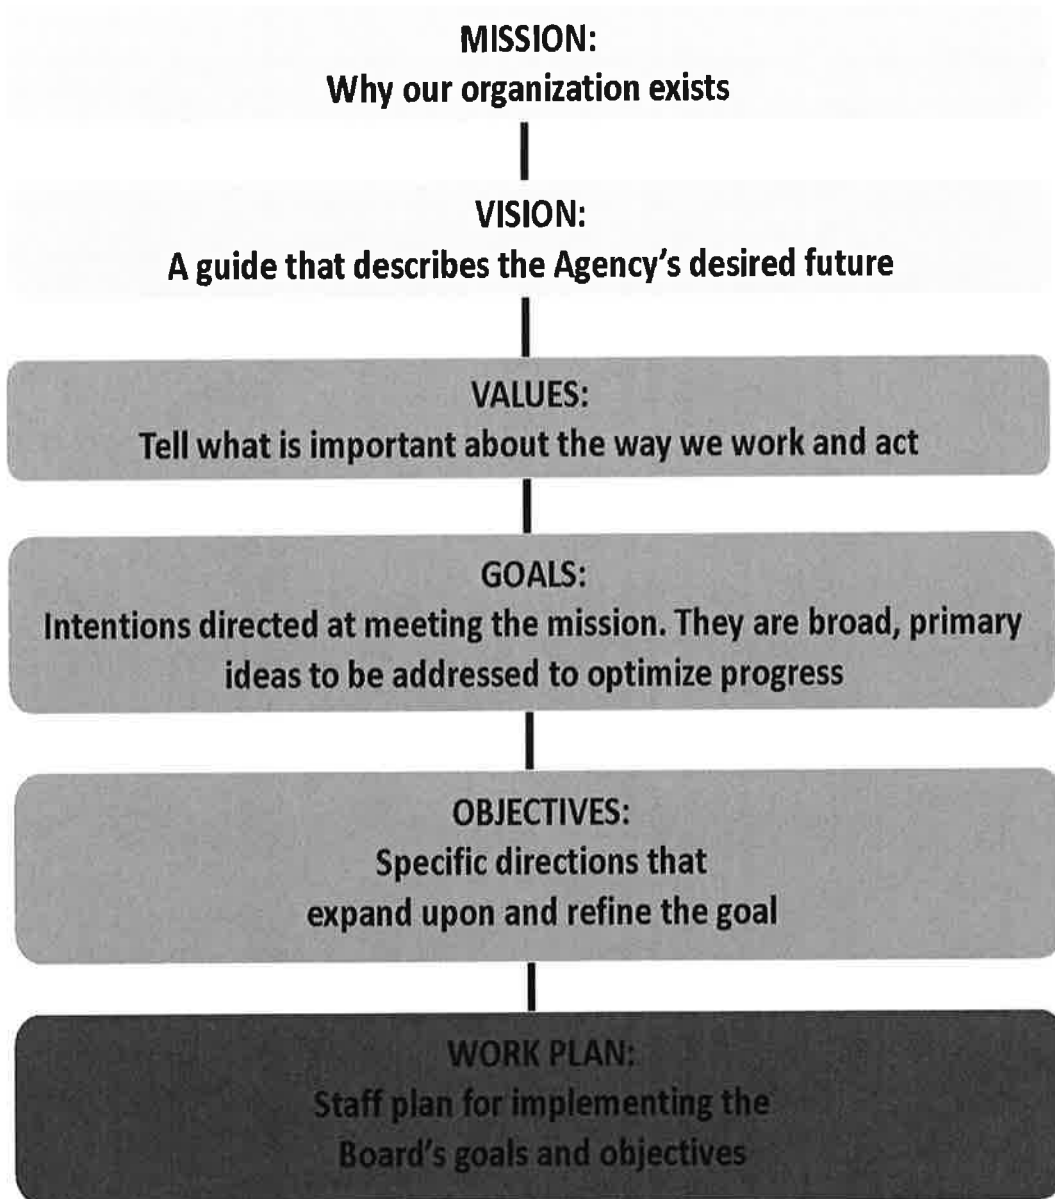 MISSION:
Why our organization exists
VISION:
A guide that describes the Agency's desired future
VALUES:
Tell what is important about the way we work and act
GOALS:
Intentions directed at meeting the mission. They are broad, primary
ideas to be addressed to optimize progress
OBJECTIVES:
Specific directions that
expand upon and refine the goal
WORK PLAN:
Staff plan for implementing the
Board's goals and objectives